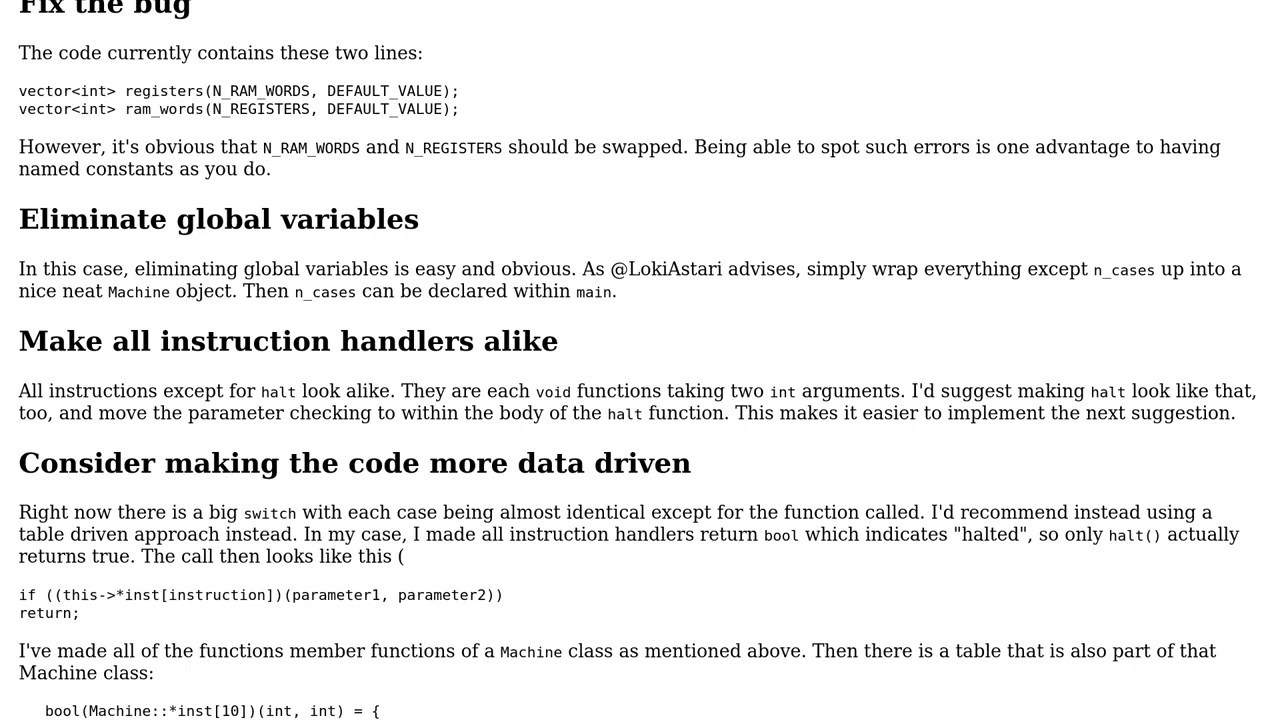 Fix the bug
The code currently contains these two lines:
vector<int> registers(N_RAM_WORDS, DEFAULT_VALUE);
vector<int> ram_words(N_REGISTERS, DEFAULT_VALUE);
However, it's obvious that N_RAM_WORDS and N_REGISTERS should be swapped. Being able to spot such errors is one advantage to having
named constants as you do.
Eliminate global variables
In this case, eliminating global variables is easy and obvious. As @LokiAstari advises, simply wrap everything except n_cases up into a
nice neat Machine object. Then n_cases can be declared within main.
Make all instruction handlers alike
All instructions except for halt look alike. They are each void functions taking two int arguments. I'd suggest making halt look like that,
too, and move the parameter checking to within the body of the halt function. This makes it easier to implement the next suggestion.
Consider making the code more data driven
Right now there is a big switch with each case being almost identical except for the function called. I'd recommend instead using a
table driven approach instead. In my case, I made all instruction handlers return bool which indicates "halted", so only halt() actually
returns true. The call then looks like this (
if ((this->*inst[instruction])(parameter1, parameter2))
return;
I've made all of the functions member functions of a Machine class as mentioned above. Then there is a table that is also part of that
Machine class:
bool(Machine::*inst[10])(int, int) = {